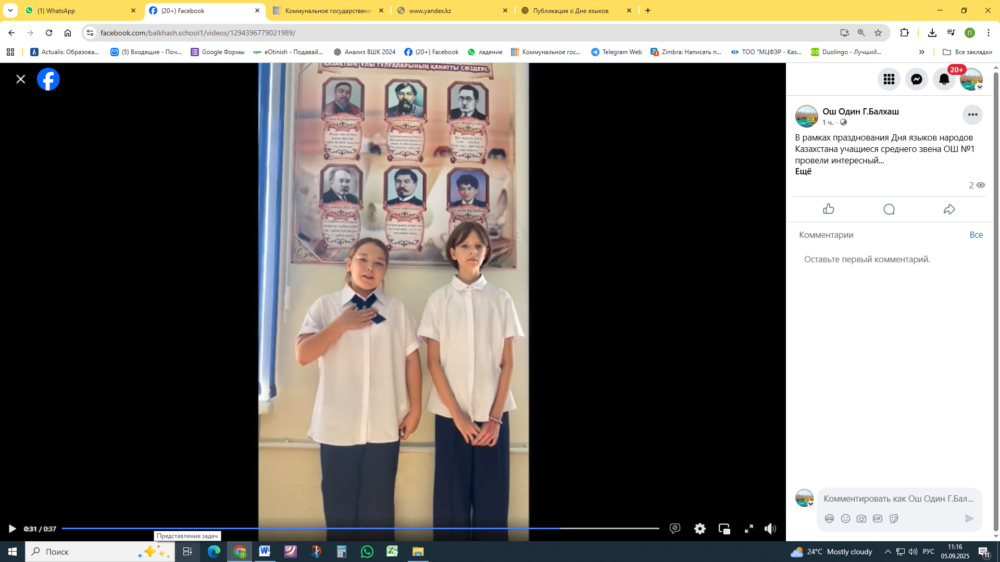 (1) WhatsApp
(20+) Facebook
Коммунальное государственн
www.yandex.kz
Публикация о Дне языков
facebook.com/balkhash.school1/videos/1294396779021989/
П
Actualis: Образова...
(5) Входящие - Поч...
Google Формы
egov
eOtinish - Подавай...
Анализ ВШК 2024
(20+) Facebook
ладение
Коммунальное гос...
Telegram Web
Zimbra: Написать п...
ТОО "МЦФЭР - Каз...
Duolingo - Лучший...
Все закладки
ҚАЗАҚТЫҢ ҰЛЫ ТҰЛҒАЛАРЫНЫҢ ҚАНАТТЫ СӨЗДЕРІ.
20+
Ош Один Г.Балхаш
1 ч. ·
В рамках празднования Дня языков народов
Казахстана учащиеся среднего звена ОШ №1
провели интересный...
Ещё
2
Комментарии
Все
Оставьте первый комментарий.
Комментировать как Ош Один Г.Бал...
GIF
0:31 / 0:37
Представление задач
Поиск
24°C Mostly cloudy
РУС
11:16
05.09.2025
11